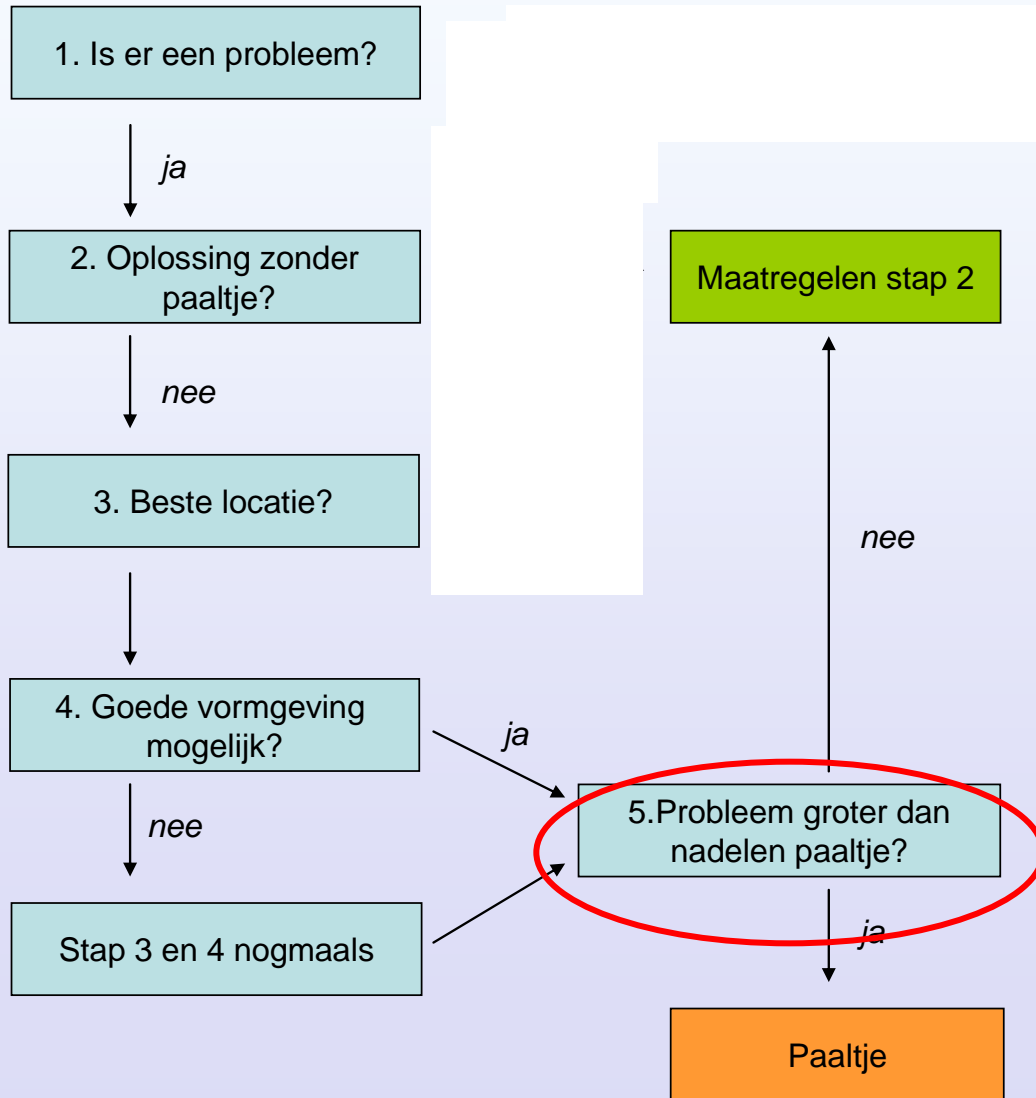 1. Is er een probleem?
ja
2. Oplossing zonder
paaltje?
Maatregelen stap 2
nee
3. Beste locatie?
nee
4. Goede vormgeving
mogelijk?
ja
5.Probleem groter dan
nadelen paaltje?
nee
Stap 3 en 4 nogmaals
ja
Paaltje